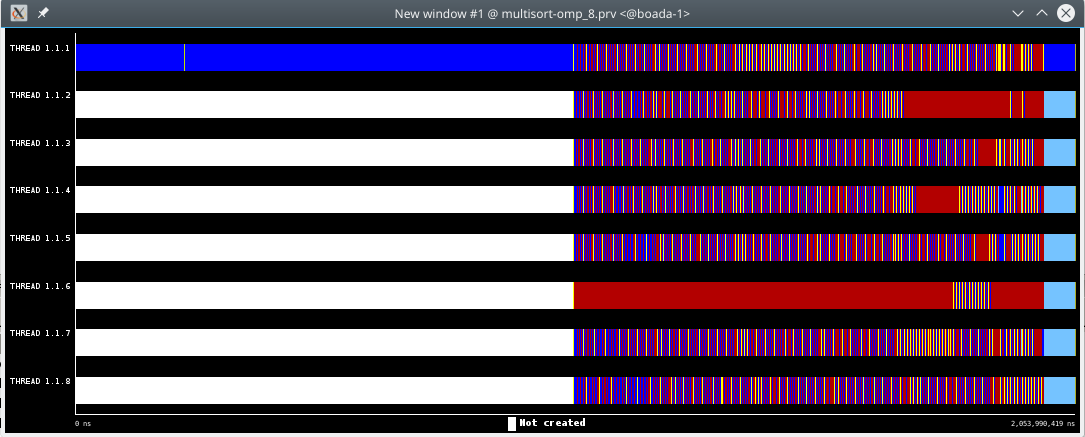 New window #1 @ multisort-omp_8.prv <@boada-1>
THREAD 1.1.1
THREAD 1.1.2
THREAD 1.1.3
THREAD 1.1.4
THREAD 1.1.5
THREAD 1.1.6
THREAD 1.1.7
THREAD 1.1.8
0 ns
Not created
2,053,990,419 ns